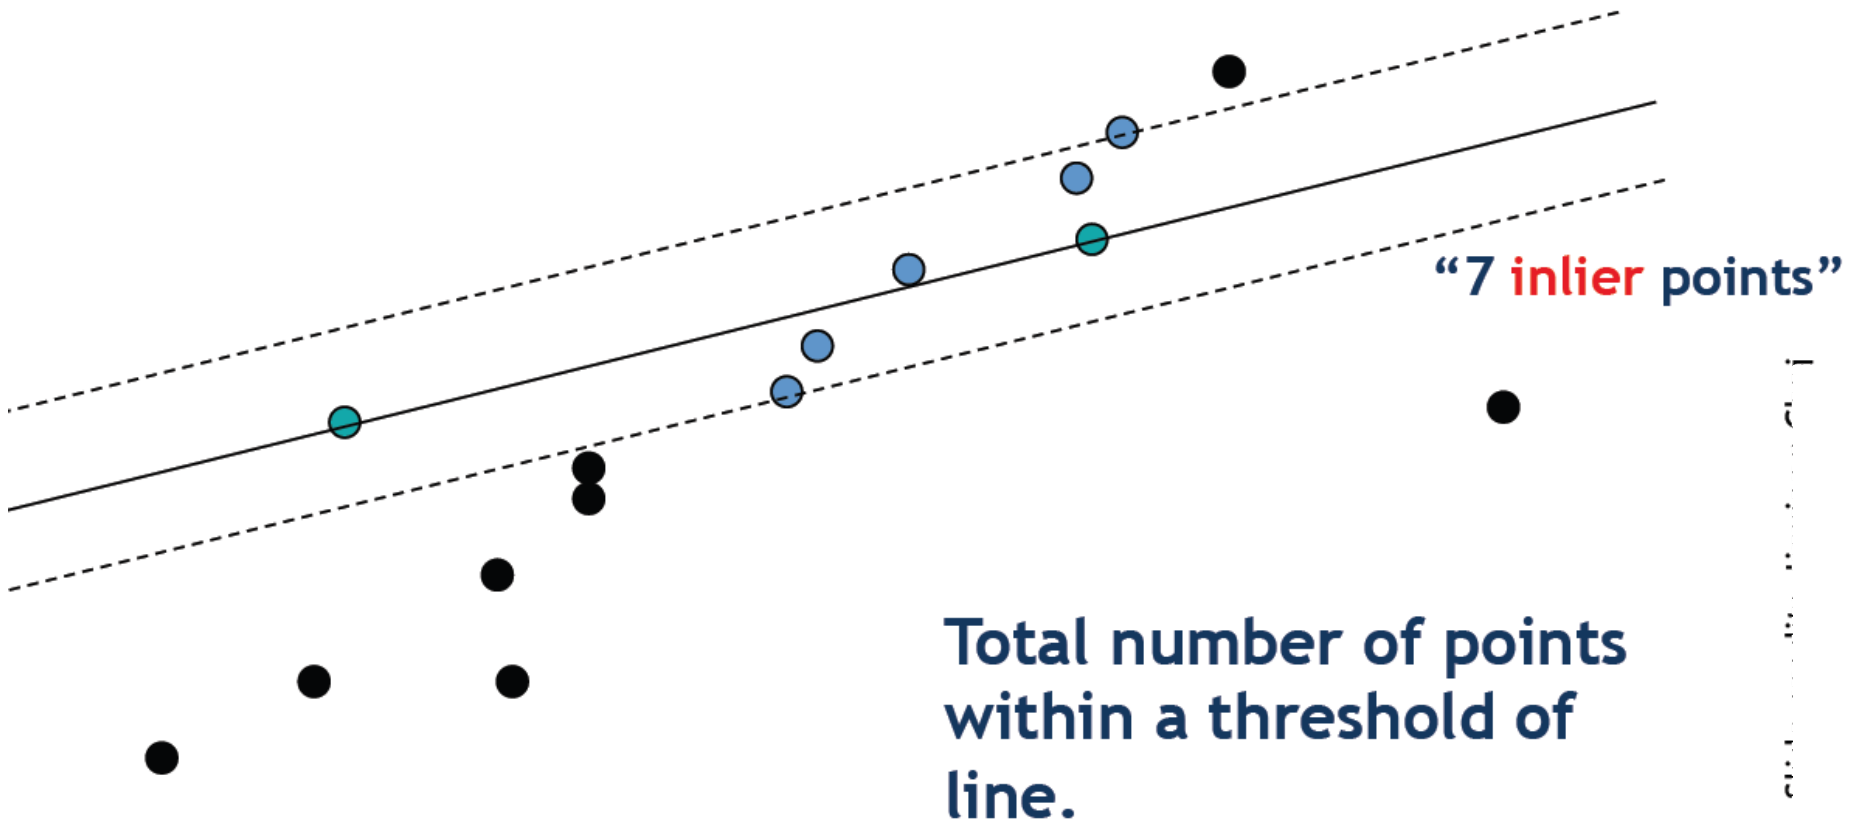 “7 inlier points”
Total number of points
within a threshold of
line.